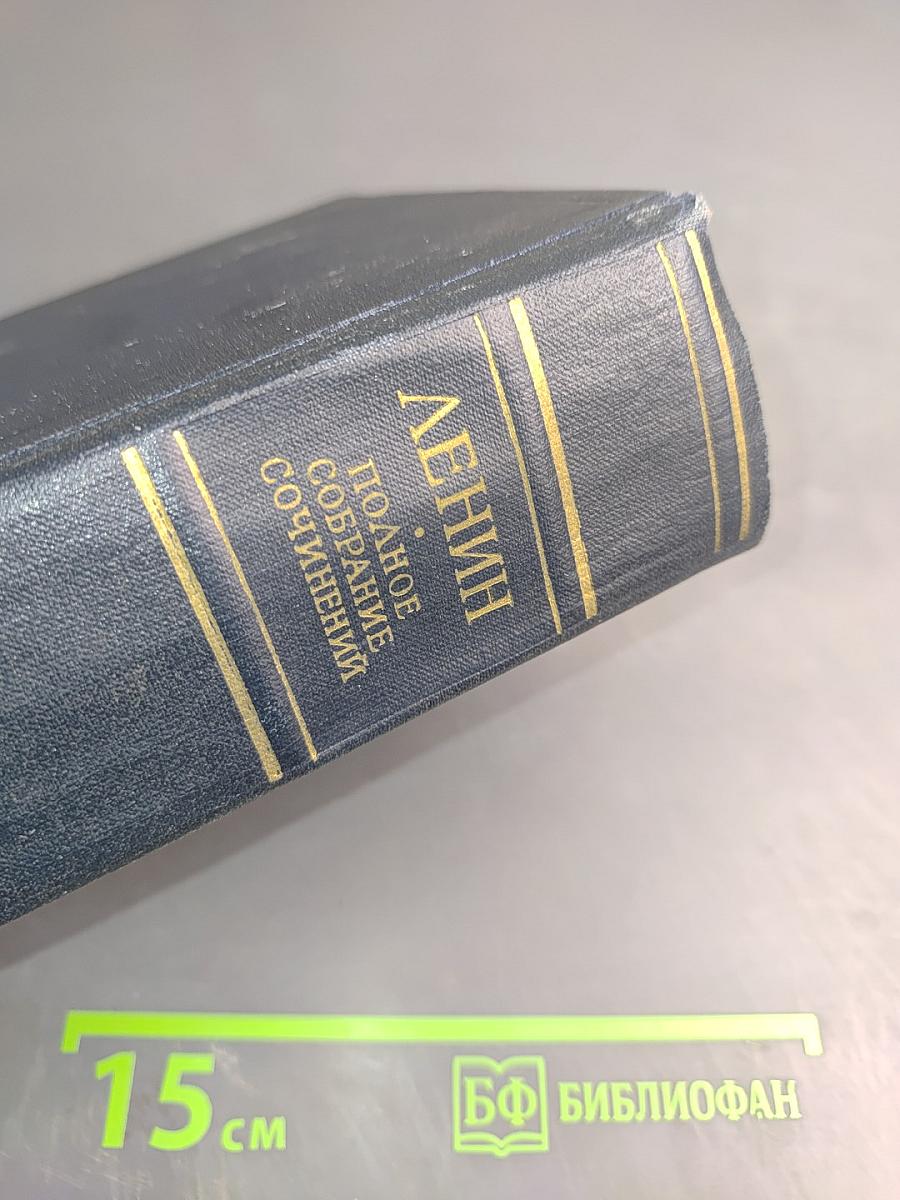 ЛЕНИН
ПОЛНОЕ
СОБРАНИЕ
СОЧИНЕНИЙ
15 см
БФ БИБЛИОФАН